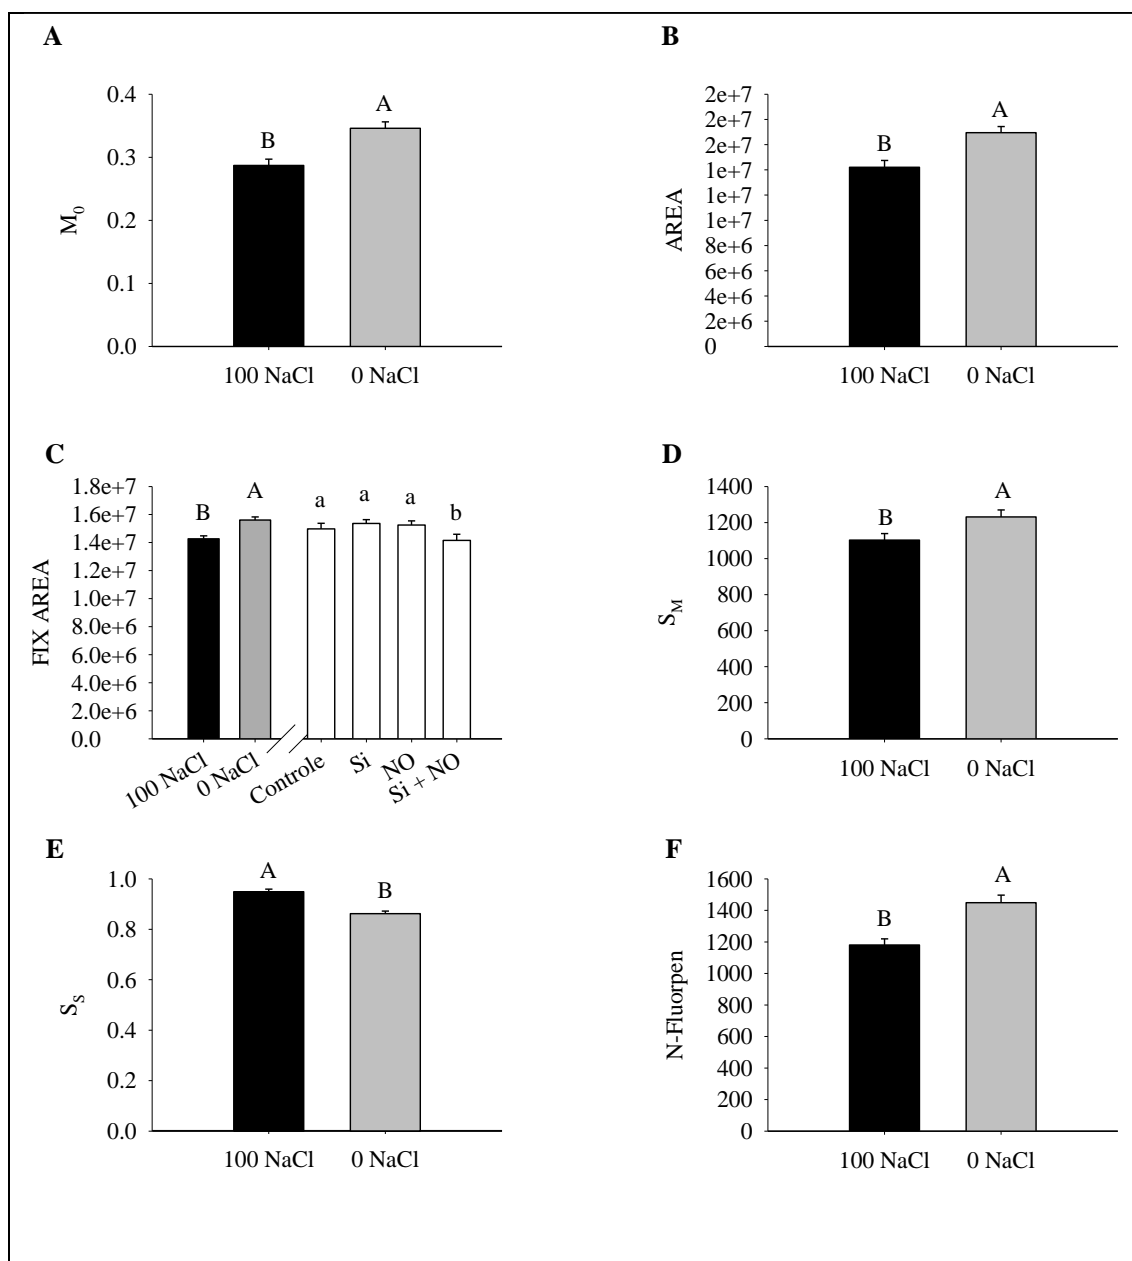 A
M0
0.4
0.3
0.2
0.1
0.0
B
A
100 NaCl
0 NaCl
B
AREA
2e+7
2e+7
2e+7
1e+7
1e+7
1e+7
8e+6
6e+6
4e+6
2e+6
0
B
A
100 NaCl
0 NaCl
C
FIX AREA
1.8e+7
1.6e+7
1.4e+7
1.2e+7
1.0e+7
8.0e+6
6.0e+6
4.0e+6
2.0e+6
0.0
B
A
a
a
a
b
100 NaCl
0 NaCl
Controle
Si
NO
Si + NO
D
SM
1400
1200
1000
800
600
400
200
0
B
A
100 NaCl
0 NaCl
E
SS
1.0
0.8
0.6
0.4
0.2
0.0
A
B
100 NaCl
0 NaCl
F
N-Fluorpen
1600
1400
1200
1000
800
600
400
200
0
B
A
100 NaCl
0 NaCl